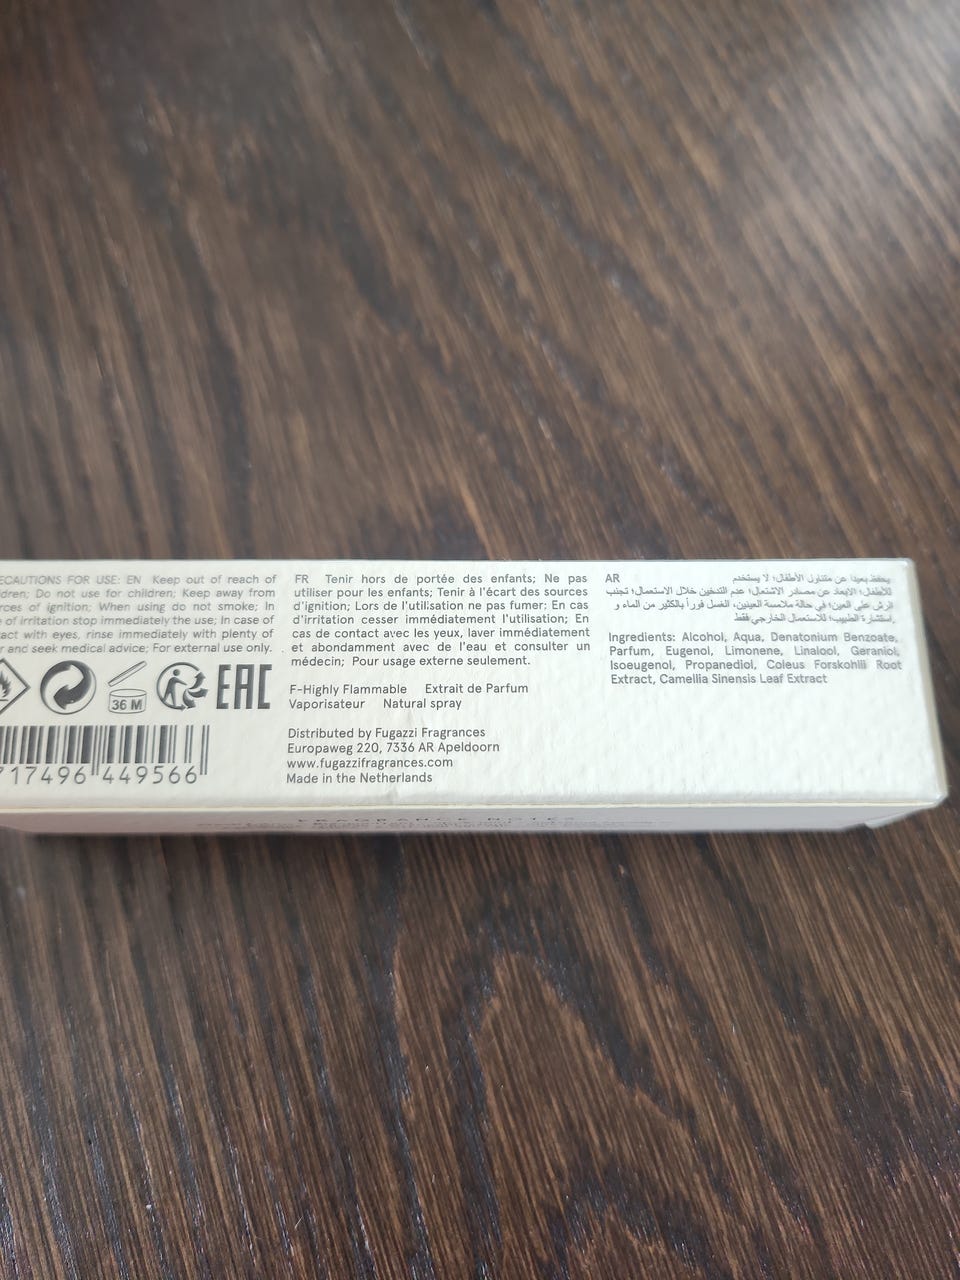 ECAUTIONS FOR USE: EN Keep out of reach of
dren; Do not use for children; Keep away from
rces of ignition; When using do not smoke; In
of irritation stop immediately the use; In case of
act with eyes, rinse immediately with plenty of
r and seek medical advice; For external use only.
36 M
EAC
717496 449566
FR Tenir hors de portée des enfants; Ne pas
utiliser pour les enfants; Tenir à l'écart des sources
d'ignition; Lors de l'utilisation ne pas fumer: En cas
d'irritation cesser immédiatement l'utilisation; En
cas de contact avec les yeux, laver immédiatement
et abondamment avec de l'eau et consulter un
médecin; Pour usage externe seulement.
F-Highly Flammable Extrait de Parfum
Vaporisateur Natural spray
Distributed by Fugazzi Fragrances
Europaweg 220, 7336 AR Apeldoorn
www.fugazzifragrances.com
Made in the Netherlands
AR يحفظ بعيدا عن متناول الأطفال؛ لا يستخدم
للأطفال؛ الابعاد عن مصادر الاشتعال؛ عدم التدخين خلال الاستعمال؛ تجنب
الرش على العين؛ في حالة ملامسة العينين، الغسل فوراً بالكثير من الماء و
استشارة الطبيب؛ للاستعمال الخارجي فقط.
Ingredients: Alcohol, Aqua, Denatonium Benzoate,
Parfum, Eugenol, Limonene, Linalool, Geraniol,
Isoeugenol, Propanediol, Coleus Forskohlii Root
Extract, Camellia Sinensis Leaf Extract
FRAGRANCE NOTES